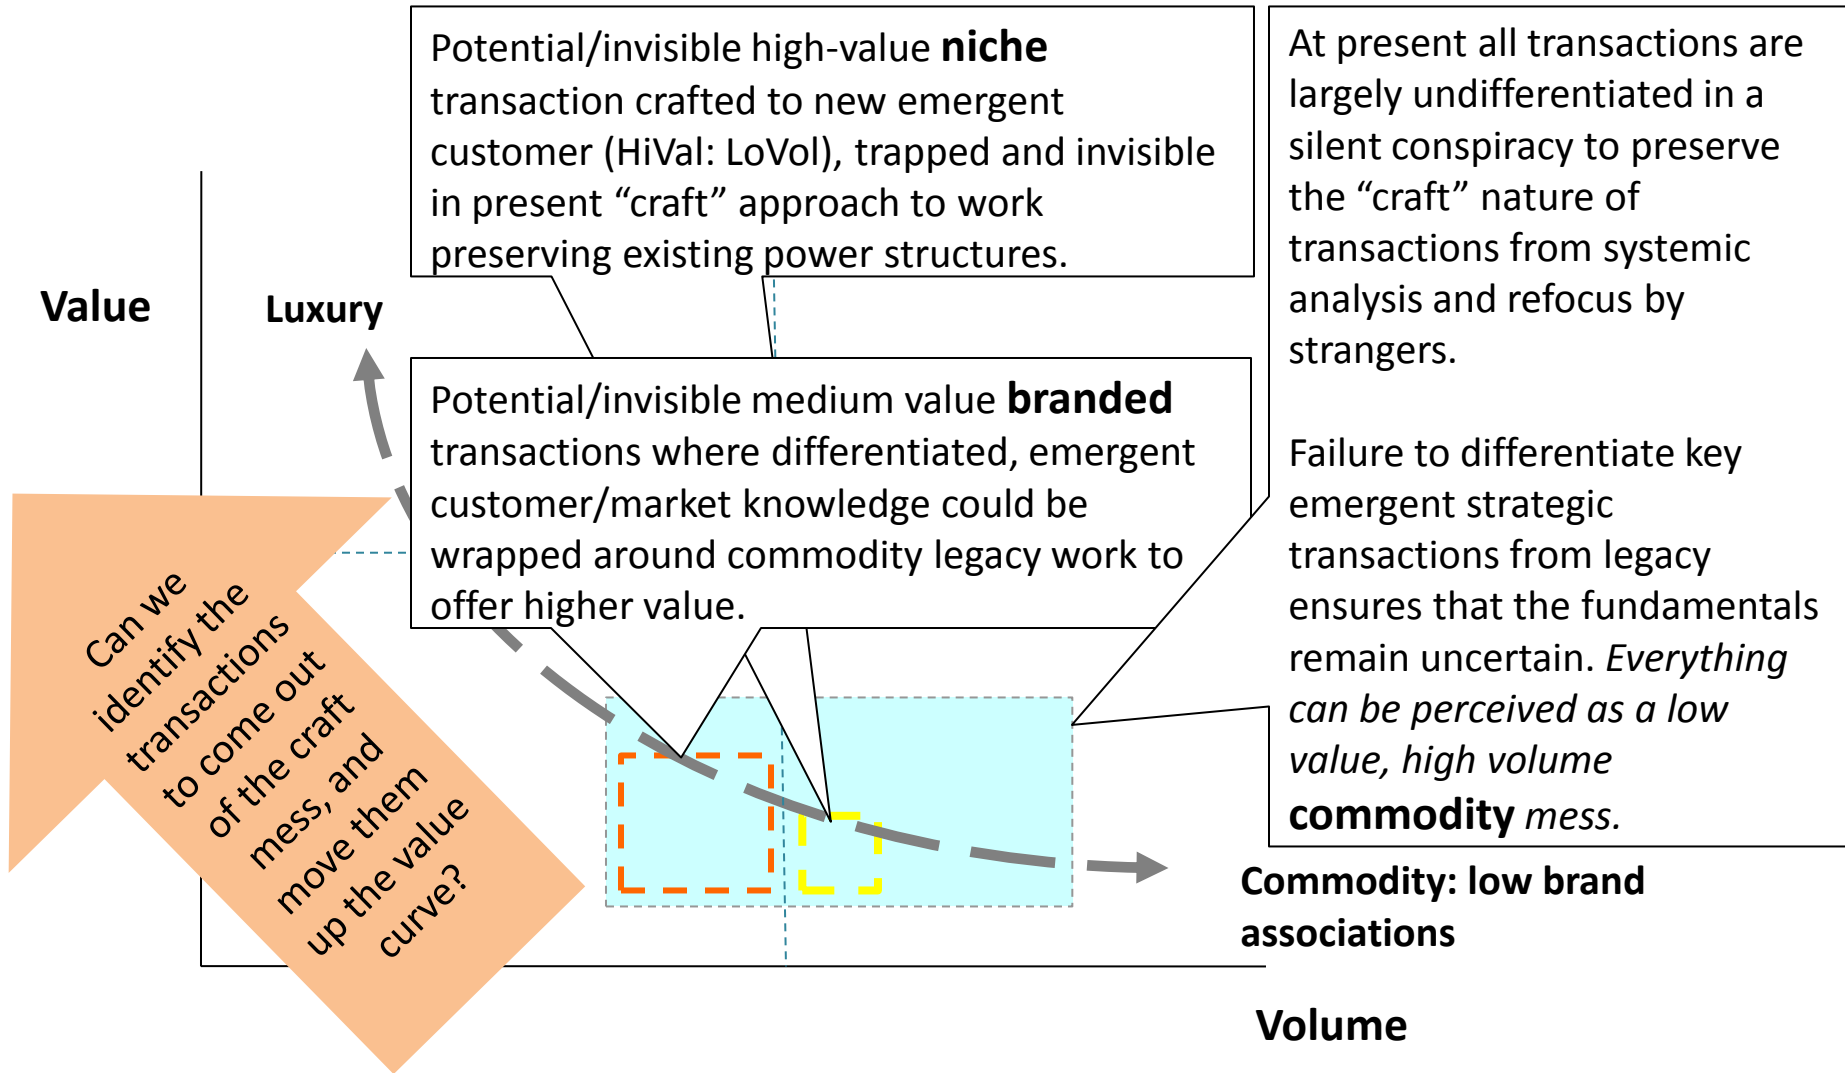 Potential/invisible high-value niche
transaction crafted to new emergent
customer (HiVal: LoVol), trapped and invisible
in present “craft” approach to work
preserving existing power structures.
At present all transactions are
largely undifferentiated in a
silent conspiracy to preserve
the “craft” nature of
transactions from systemic
analysis and refocus by
strangers.
Failure to differentiate key
emergent strategic
transactions from legacy
ensures that the fundamentals
remain uncertain. Everything
can be perceived as a low
value, high volume
commodity mess.
Value
Luxury
Potential/invisible medium value branded
transactions where differentiated, emergent
customer/market knowledge could be
wrapped around commodity legacy work to
offer higher value.
Can we
identify the
transactions
to come out
of the craft
mess, and
move them
up the value
curve?
Commodity: low brand
associations
Volume